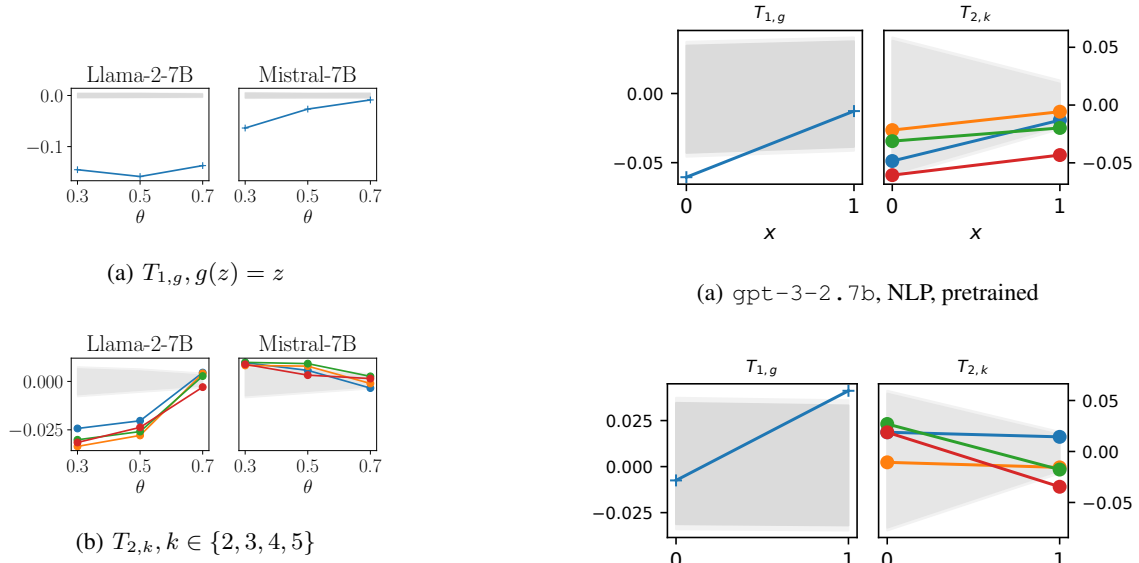 Llama-2-7B Mistral-7B
0.0
−0.1
0.3 0.5 0.7 0.3 0.5 0.7
θ θ
(a) T1,g, g(z) = z
Llama-2-7B Mistral-7B
0.000
−0.025
0.3 0.5 0.7 0.3 0.5 0.7
θ θ
(b) T2,k, k ∈ {2, 3, 4, 5}
T1,g T2,k
0.05
0.00 0.00
−0.05 −0.05
0 1 0 1
x x
(a) gpt-3-2.7b, NLP, pretrained
T1,g T2,k
0.025 0.05
0.000 0.00
−0.025 −0.05
0 1 0 1